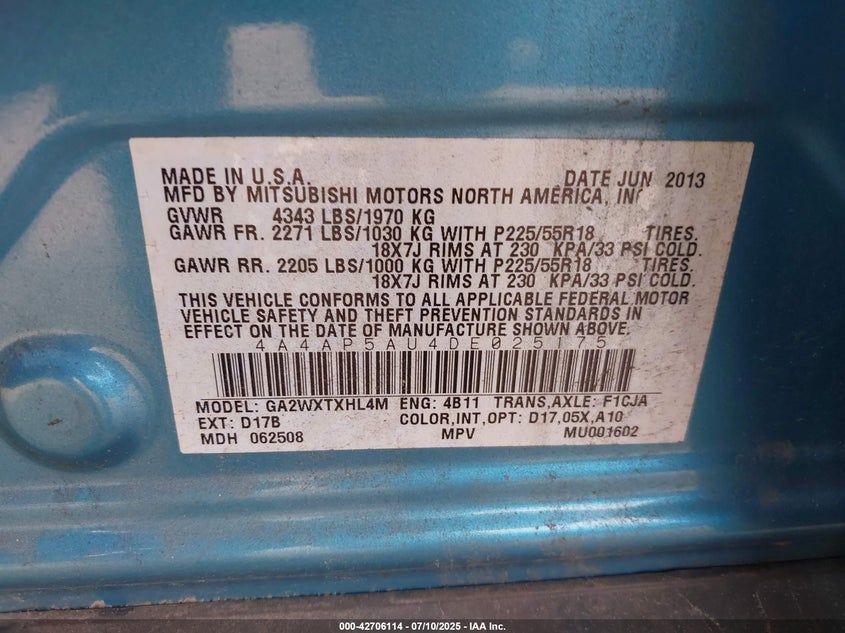 MADE IN U.S.A. DATE JUN 2013
MFD BY MITSUBISHI MOTORS NORTH AMERICA, INC
GVWR 4343 LBS/1970 KG
GAWR FR. 2271 LBS/1030 KG WITH P225/55R18 TIRES.
18X7J RIMS AT 230 KPA/33 PSI COLD.
GAWR RR. 2205 LBS/1000 KG WITH P225/55R18 TIRES.
18X7J RIMS AT 230 KPA/33 PSI COLD.
THIS VEHICLE CONFORMS TO ALL APPLICABLE FEDERAL MOTOR
VEHICLE SAFETY AND THEFT PREVENTION STANDARDS IN
EFFECT ON THE DATE OF MANUFACTURE SHOWN ABOVE.
4A4AP5AU4DE025175
MODEL: GA2WXTXHL4M ENG: 4B11 TRANS,AXLE: F1CJA
EXT: D17B COLOR,INT,OPT: D17,05X,A10
MDH 062508 MPV MU001602
000-42706114 - 07/10/2025 - IAA Inc.